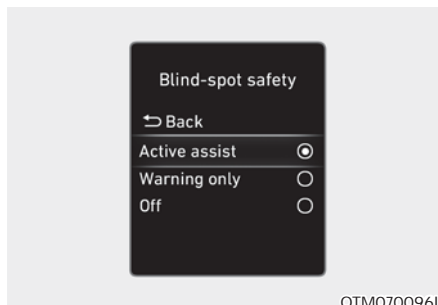 Blind-spot safety
Back
Active assist
Warning only
Off
OTM070096L